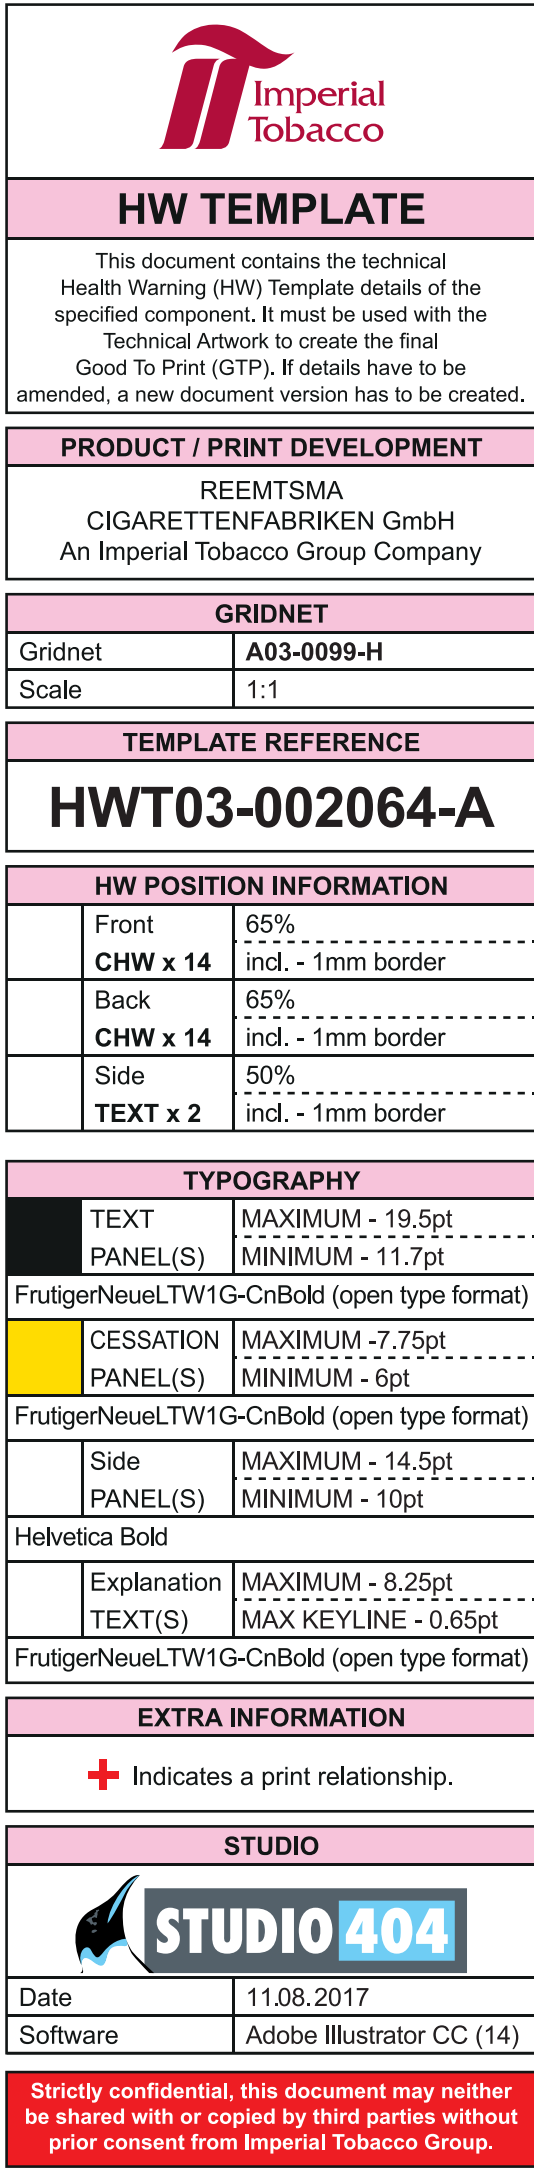 Imperial
Tobacco
HW TEMPLATE
This document contains the technical
Health Warning (HW) Template details of the
specified component. It must be used with the
Technical Artwork to create the final
Good To Print (GTP). If details have to be
amended, a new document version has to be created.
PRODUCT / PRINT DEVELOPMENT
REEMTSMA
CIGARETTENFABRIKEN GmbH
An Imperial Tobacco Group Company
GRIDNET
Gridnet A03-0099-H
Scale 1:1
TEMPLATE REFERENCE
HWT03-002064-A
HW POSITION INFORMATION
Front 65%
CHW x 14 incl. - 1mm border
Back 65%
CHW x 14 incl. - 1mm border
Side 50%
TEXT x 2 incl. - 1mm border
TYPOGRAPHY
TEXT MAXIMUM - 19.5pt
PANEL(S) MINIMUM - 11.7pt
FrutigerNeueLTW1G-CnBold (open type format)
CESSATION MAXIMUM -7.75pt
PANEL(S) MINIMUM - 6pt
FrutigerNeueLTW1G-CnBold (open type format)
Side MAXIMUM - 14.5pt
PANEL(S) MINIMUM - 10pt
Helvetica Bold
Explanation MAXIMUM - 8.25pt
TEXT(S) MAX KEYLINE - 0.65pt
FrutigerNeueLTW1G-CnBold (open type format)
EXTRA INFORMATION
Indicates a print relationship.
STUDIO
STUDIO 404
Date 11.08.2017
Software Adobe Illustrator CC (14)
Strictly confidential, this document may neither
be shared with or copied by third parties without
prior consent from Imperial Tobacco Group.